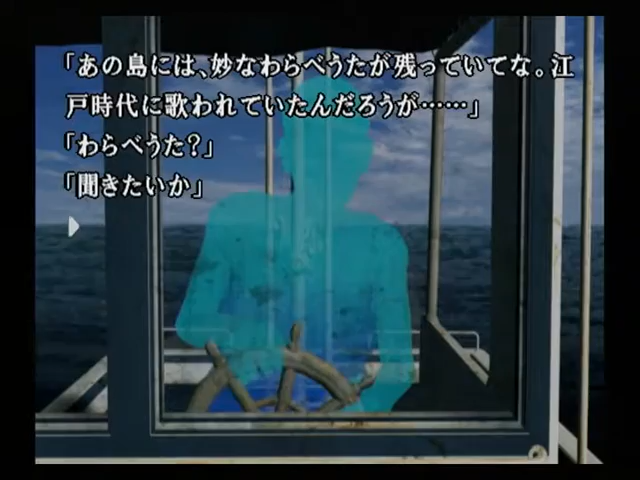 「あの島には、妙なわらべうたが残っていてな。江
戸時代に歌われていたんだろうが……」
「わらべうた？」
「聞きたいか」